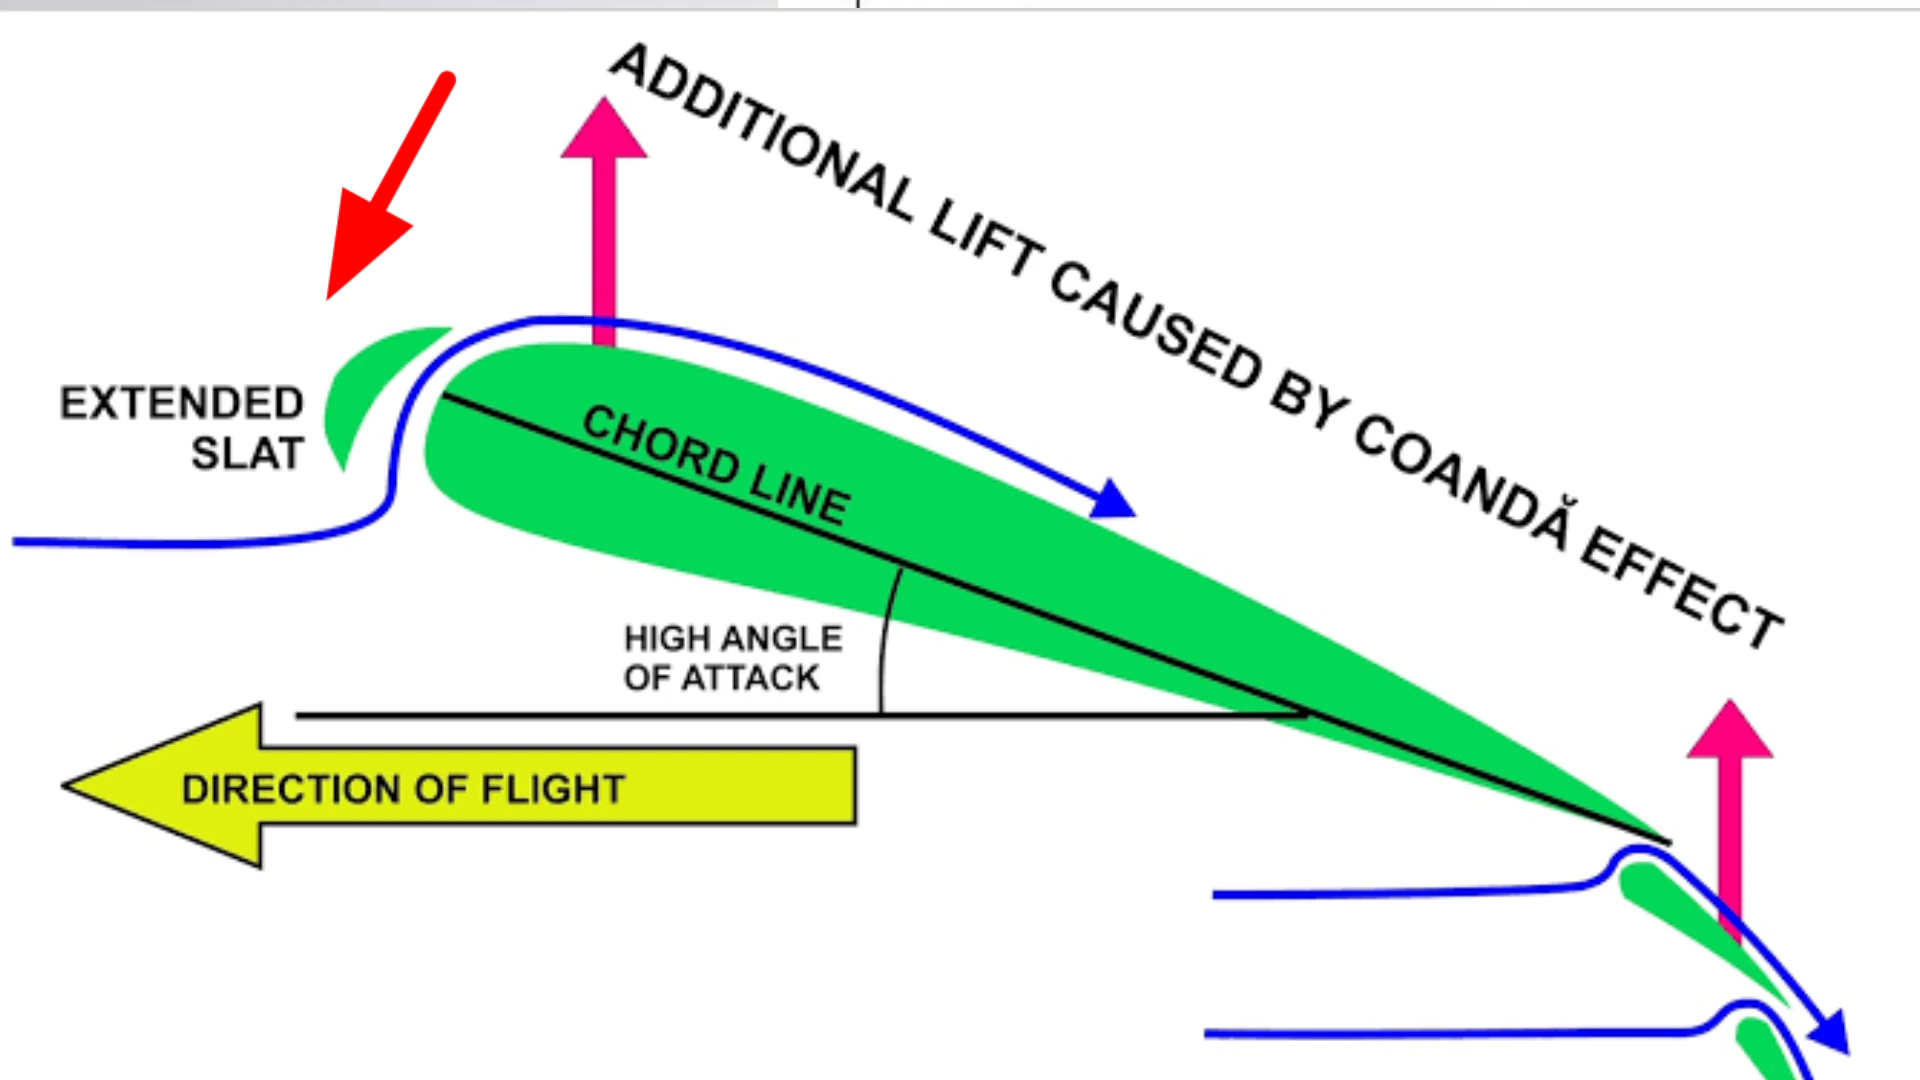 ADDITIONAL LIFT CAUSED BY COANDĂ EFFECT
EXTENDED
SLAT
CHORD LINE
HIGH ANGLE
OF ATTACK
DIRECTION OF FLIGHT